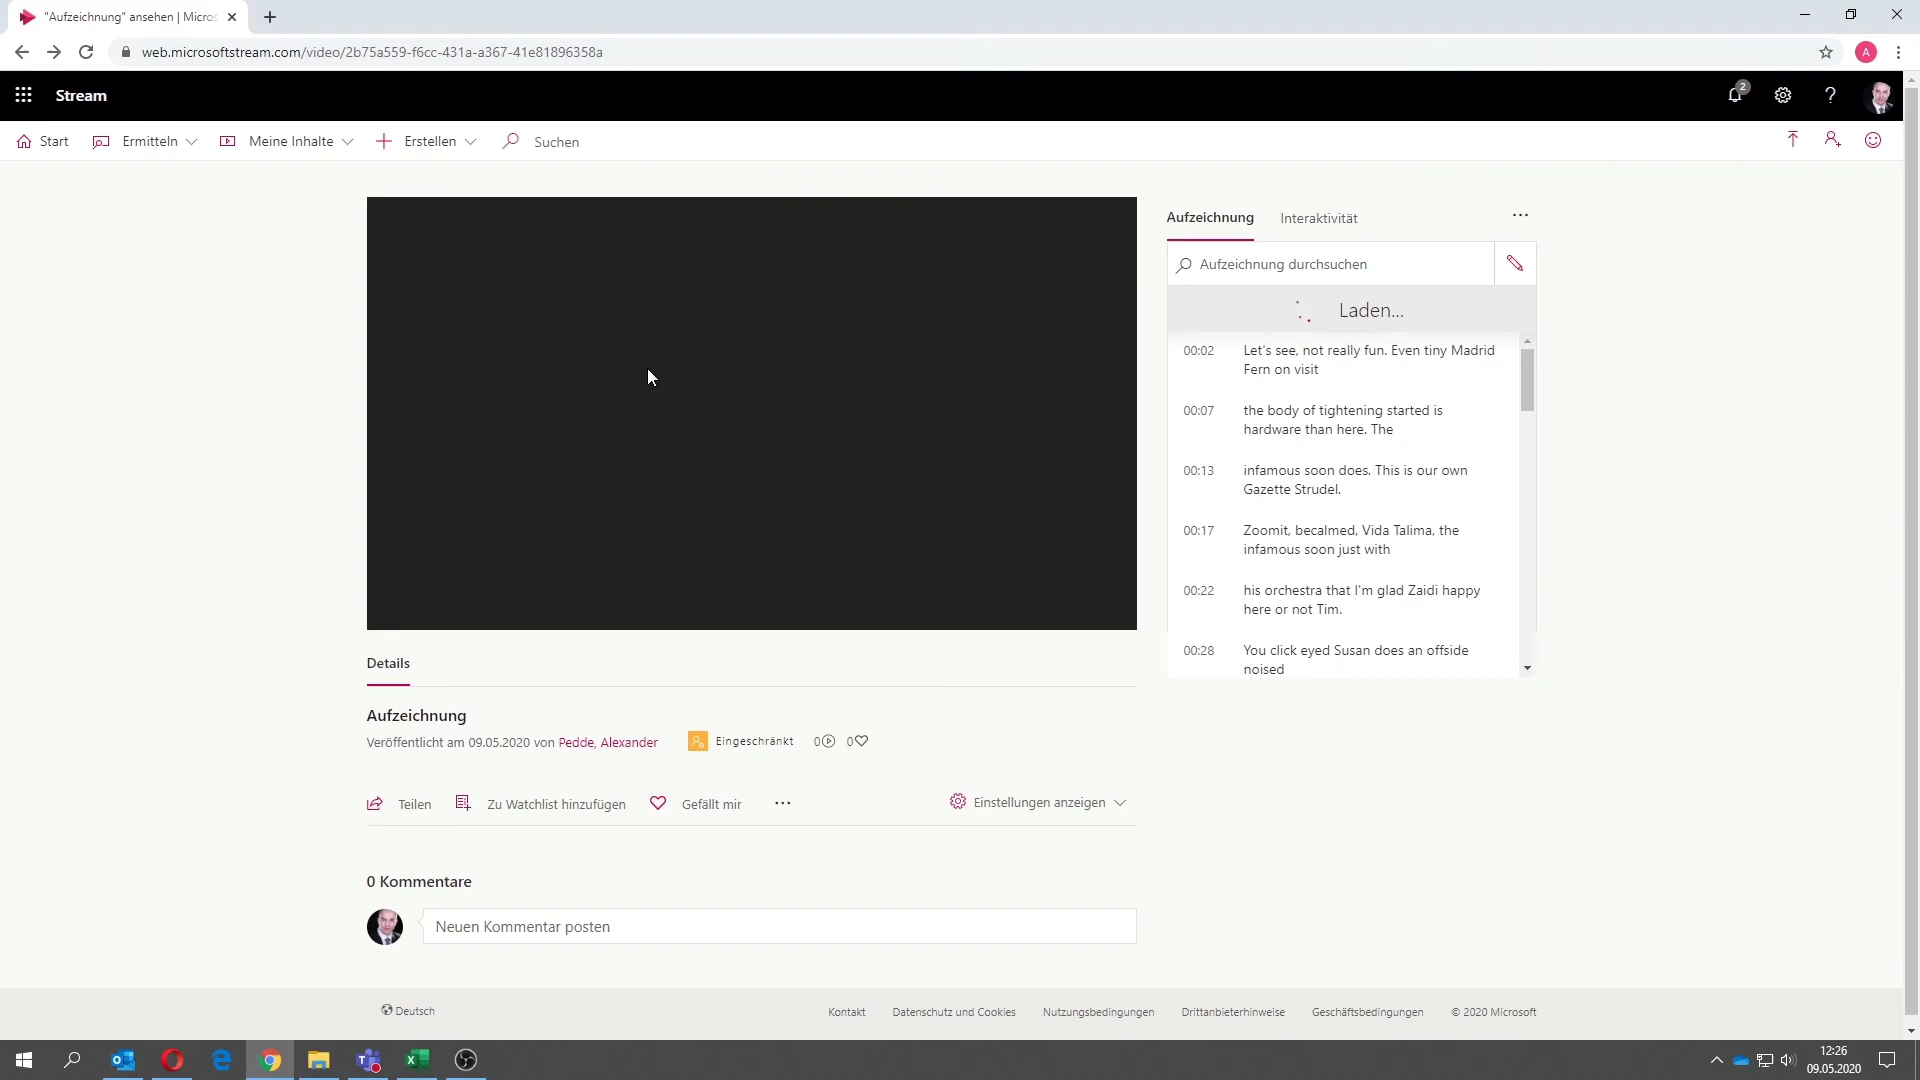 "Aufzeichnung" ansehen | Micros
web.microsoftstream.com/video/2b75a559-f6cc-431a-a367-41e81896358a
A
Stream
2
Start
Ermitteln
Meine Inhalte
Erstellen
Suchen
Aufzeichnung
Interaktivität
Aufzeichnung durchsuchen
Laden...
00:02
Let's see, not really fun. Even tiny Madrid
Fern on visit
00:07
the body of tightening started is
hardware than here. The
00:13
infamous soon does. This is our own
Gazette Strudel.
00:17
Zoomit, becalmed, Vida Talima, the
infamous soon just with
00:22
his orchestra that I'm glad Zaidi happy
here or not Tim.
00:28
You click eyed Susan does an offside
noised
Details
Aufzeichnung
Veröffentlicht am 09.05.2020 von Pedde, Alexander
Eingeschränkt
0
0
Teilen
Zu Watchlist hinzufügen
Gefällt mir
Einstellungen anzeigen
0 Kommentare
Neuen Kommentar posten
Deutsch
Kontakt
Datenschutz und Cookies
Nutzungsbedingungen
Drittanbieterhinweise
Geschäftsbedingungen
© 2020 Microsoft
12:26
09.05.2020